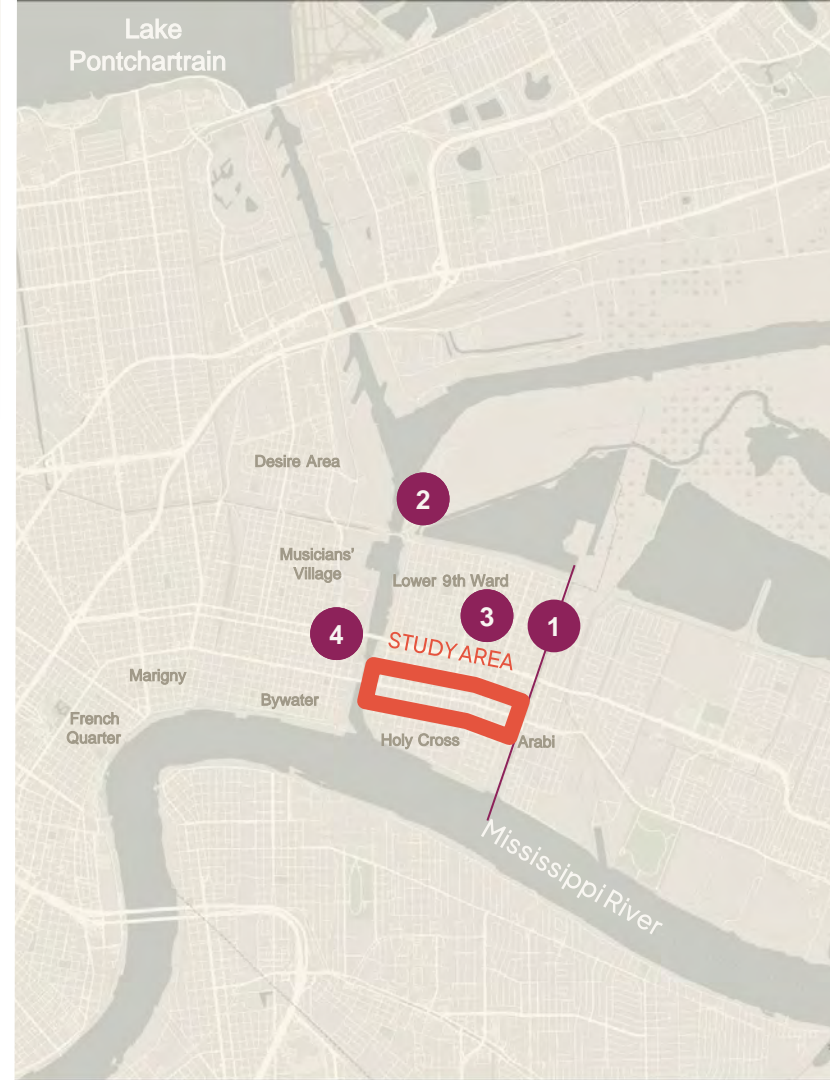 Lake
Pontchartrain
Desire Area
2
Musicians'
Village
Lower 9th Ward
3
1
4
STUDY AREA
Marigny
Bywater
French
Quarter
Holy Cross
Arabi
Mississippi River